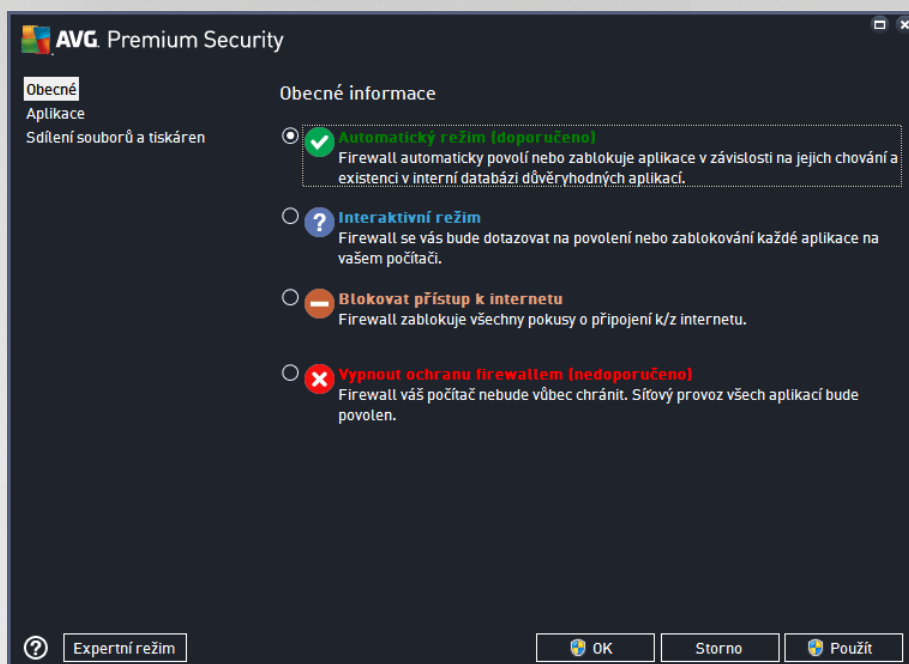 AVG. Premium Security
Obecné
Aplikace
Sdílení souborů a tiskáren
Obecné informace
Automatický režim (doporučeno)
Firewall automaticky povolí nebo zablokuje aplikace v závislosti na jejich chování a
existenci v interní databázi důvěryhodných aplikací.
Interaktivní režim
Firewall se vás bude dotazovat na povolení nebo zablokování každé aplikace na
vašem počítači.
Blokovat přístup k internetu
Firewall zablokuje všechny pokusy o připojení k/z internetu.
Vypnout ochranu firewallem (nedoporučeno)
Firewall váš počítač nebude vůbec chránit. Síťový provoz všech aplikací bude
povolen.
Expertní režim
OK
Storno
Použít